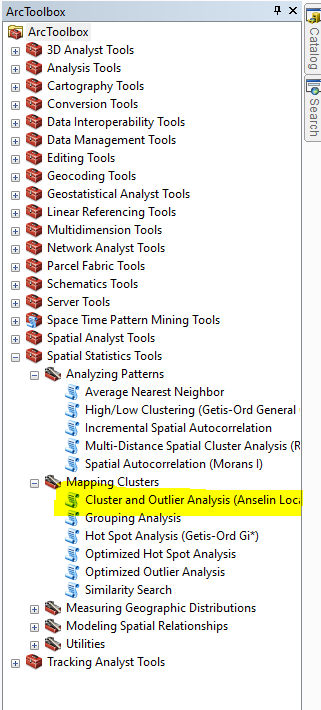 ArcToolbox
ArcToolbox
3D Analyst Tools
Analysis Tools
Cartography Tools
Conversion Tools
Data Interoperability Tools
Data Management Tools
Editing Tools
Geocoding Tools
Geostatistical Analyst Tools
Linear Referencing Tools
Multidimension Tools
Network Analyst Tools
Parcel Fabric Tools
Schematics Tools
Server Tools
Space Time Pattern Mining Tools
Spatial Analyst Tools
Spatial Statistics Tools
Analyzing Patterns
Average Nearest Neighbor
High/Low Clustering (Getis-Ord General
Incremental Spatial Autocorrelation
Multi-Distance Spatial Cluster Analysis (R
Spatial Autocorrelation (Morans I)
Mapping Clusters
Cluster and Outlier Analysis (Anselin Loca
Grouping Analysis
Hot Spot Analysis (Getis-Ord Gi*)
Optimized Hot Spot Analysis
Optimized Outlier Analysis
Similarity Search
Measuring Geographic Distributions
Modeling Spatial Relationships
Utilities
Tracking Analyst Tools
Catalog
Search